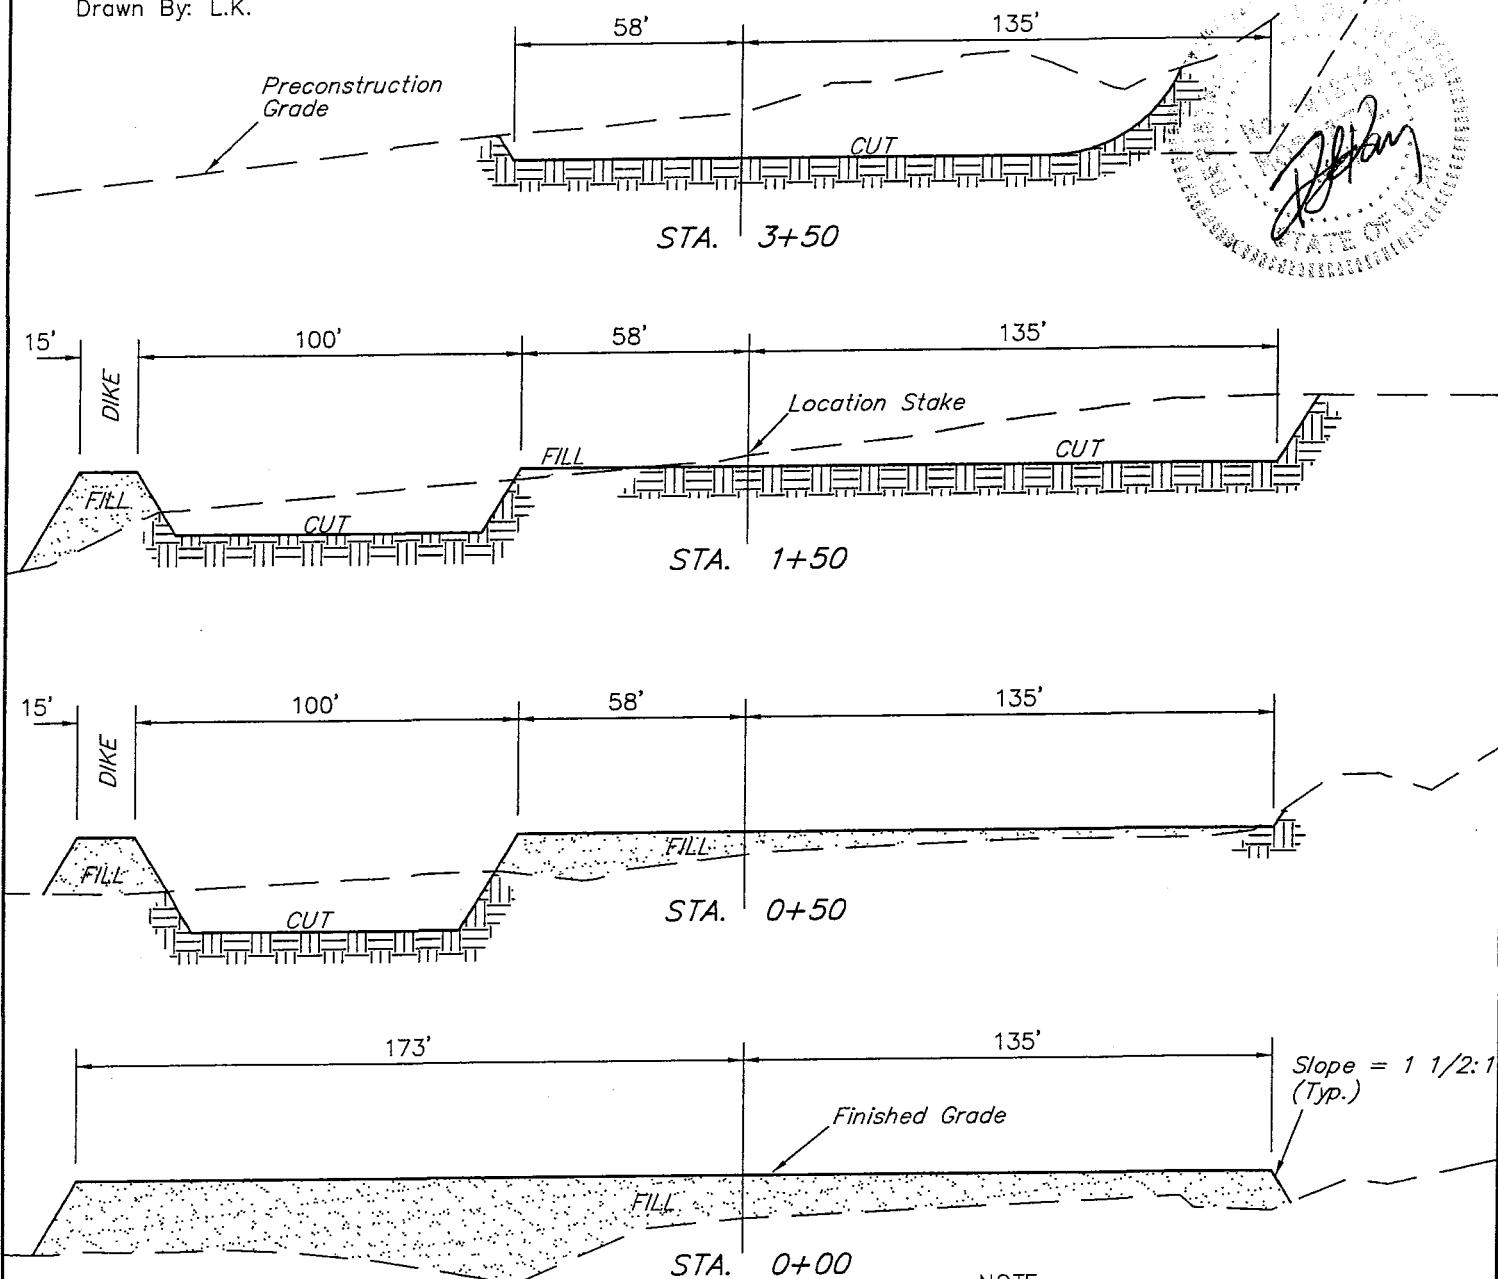 Drawn By: L.K.
58' 135'
Preconstruction
Grade
CUT
STATE OF UTAH
STA. 3+50
15' 100' 58' 135'
DIKE
Location Stake
FILL CUT
FILL
CUT
STA. 1+50
15' 100' 58' 135'
DIKE
FILL
FILL
CUT
STA. 0+50
173' 135'
Slope = 1 1/2:1
(Typ.)
Finished Grade
FILL
STA. 0+00
NOTE